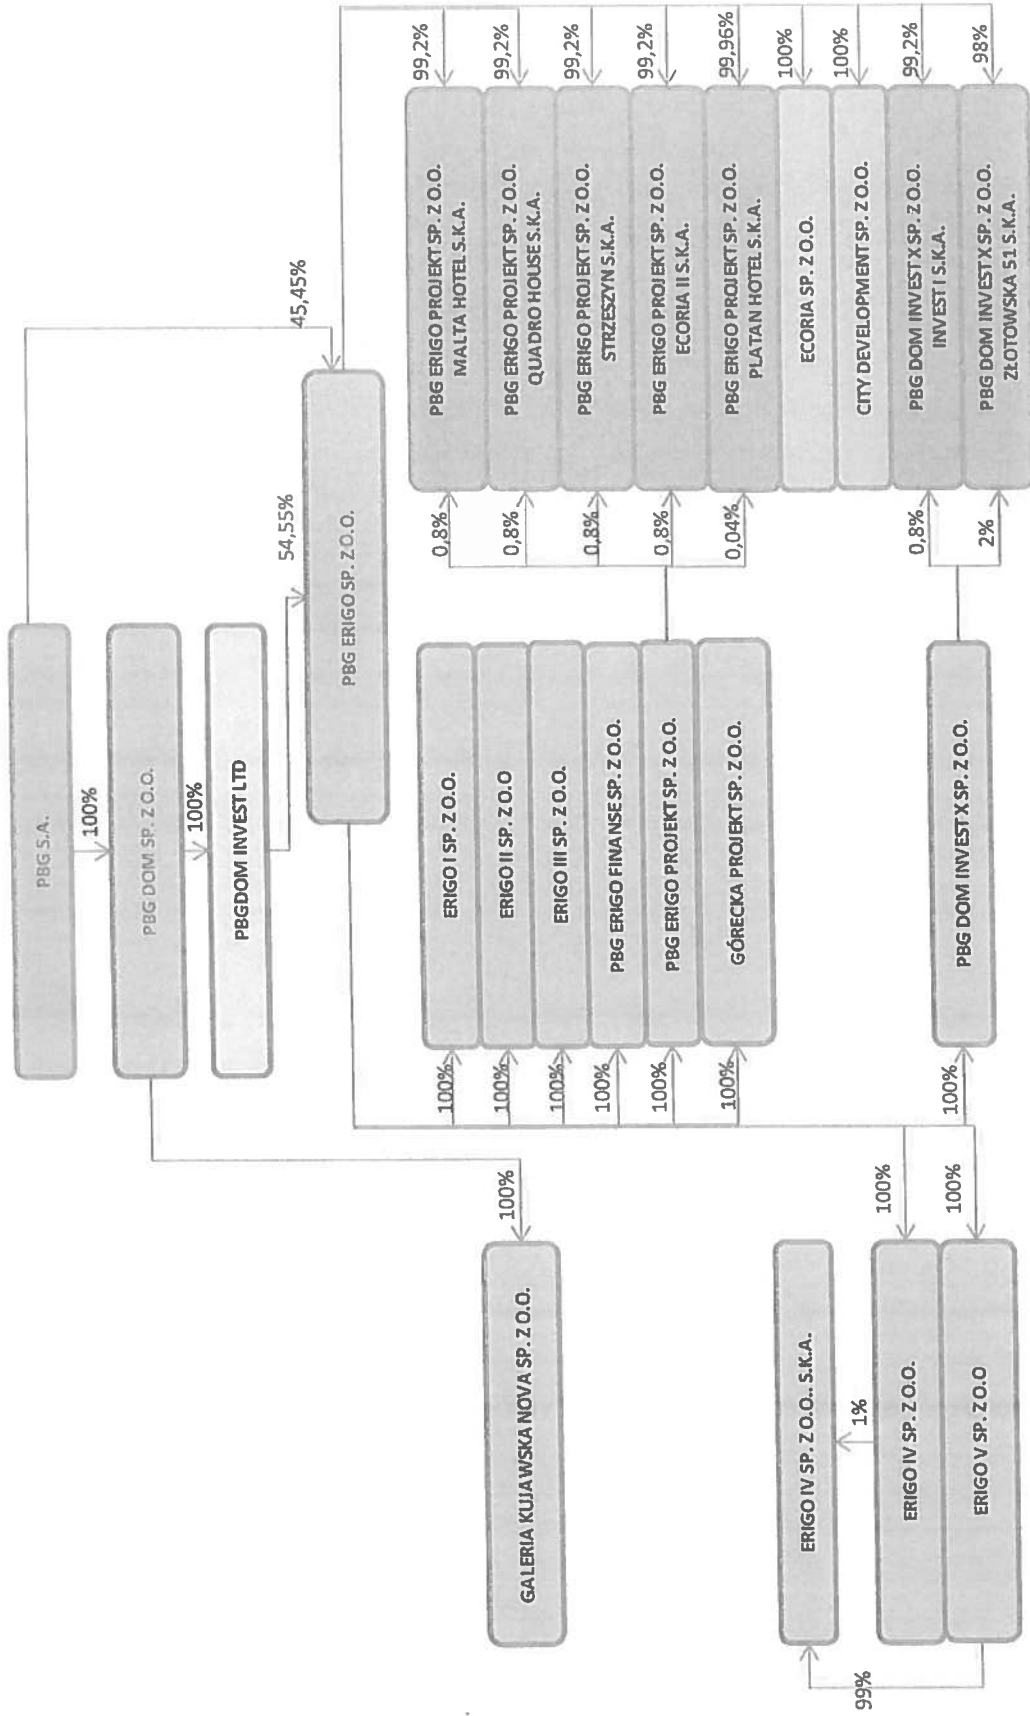 PBG S.A.
100%
PBG DOM SP. Z O.O.
100%
PBGDOM INVEST LTD
54,55%
45,45%
PBG ERIGO SP. Z O.O.
100%
GALERIA KUJAWSKA NOVA SP. Z O.O.
100%
ERIGO I SP. Z O.O.
100%
ERIGO II SP. Z O.O
100%
ERIGO III SP. Z O.O.
100%
PBG ERIGO FINANSE SP. Z O.O.
100%
PBG ERIGO PROJEKT SP. Z O.O.
100%
GÓRECKA PROJEKT SP. Z O.O.
0,8%
PBG ERIGO PROJEKT SP. Z O.O.
MALTA HOTEL S.K.A.
99,2%
0,8%
PBG ERIGO PROJEKT SP. Z O.O.
QUADRO HOUSE S.K.A.
99,2%
0,8%
PBG ERIGO PROJEKT SP. Z O.O.
STRZESZYN S.K.A.
99,2%
0,8%
PBG ERIGO PROJEKT SP. Z O.O.
ECORIA II S.K.A.
99,2%
0,04%
PBG ERIGO PROJEKT SP. Z O.O.
PLATAN HOTEL S.K.A.
99,96%
ECORIA SP. Z O.O.
100%
CITY DEVELOPMENT SP. Z O.O.
100%
ERIGO IV SP. Z O.O.. S.K.A.
1%
99%
ERIGO IV SP. Z O.O.
100%
ERIGO V SP. Z O.O
100%
100%
PBG DOM INVEST X SP. Z O.O.
0,8%
PBG DOM INVEST X SP. Z O.O.
INVEST I S.K.A.
99,2%
2%
PBG DOM INVEST X SP. Z O.O.
ZŁOTOWSKA 51 S.K.A.
98%